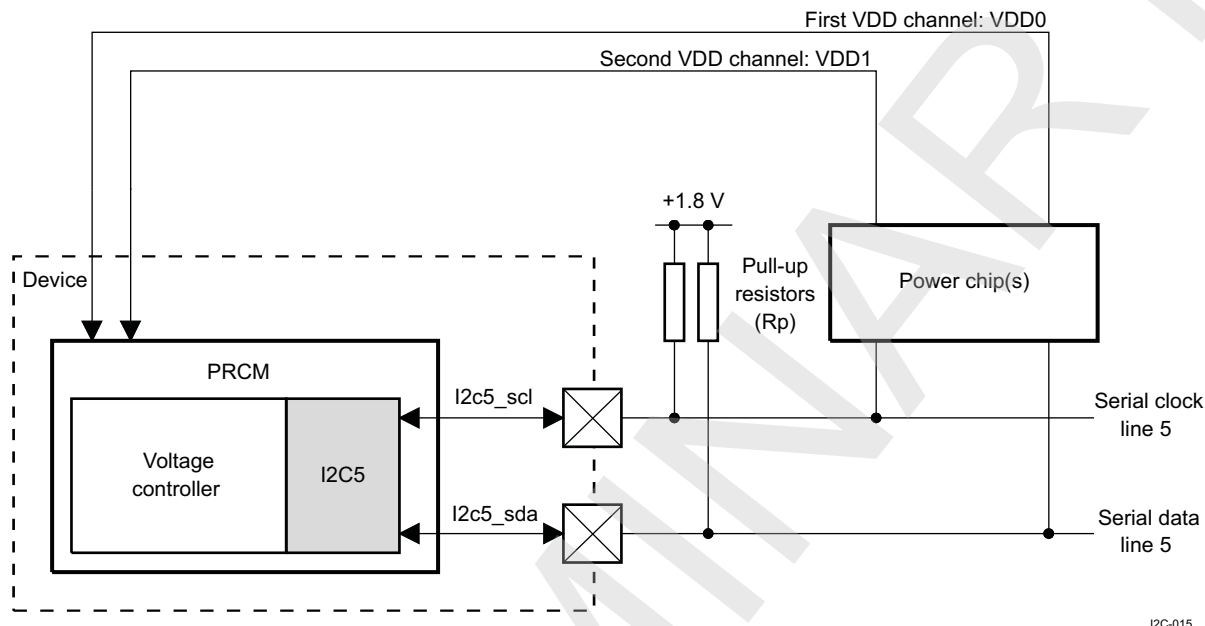 First VDD channel: VDD0
Second VDD channel: VDD1
+1.8 V
Device
Pull-up
resistors
(Rp)
Power chip(s)
PRCM
I2c5_scl
Serial clock
line 5
Voltage
controller
I2C5
I2c5_sda
Serial data
line 5
I2C-015
MINAR